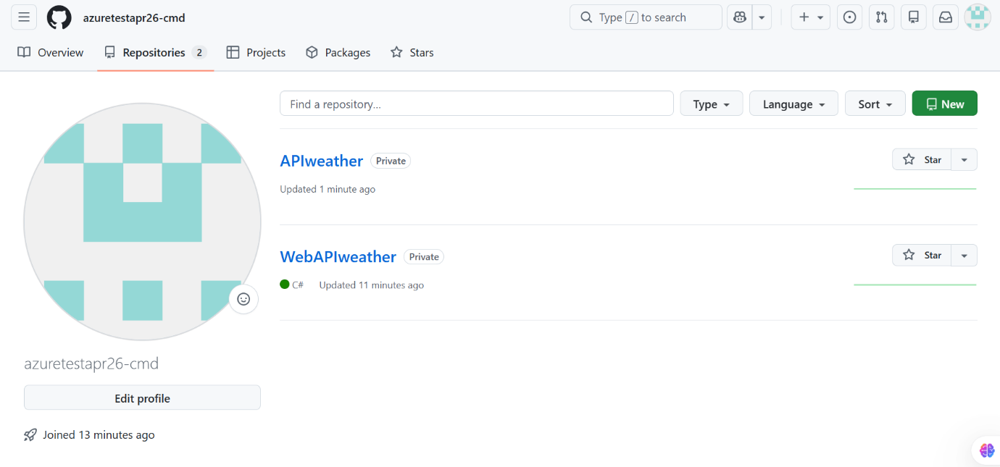 azuretestapr26-cmd
Type / to search
Overview
Repositories 2
Projects
Packages
Stars
Find a repository...
Type
Language
Sort
New
APIweather Private
Star
Updated 1 minute ago
WebAPIweather Private
Star
C# Updated 11 minutes ago
azuretestapr26-cmd
Edit profile
Joined 13 minutes ago